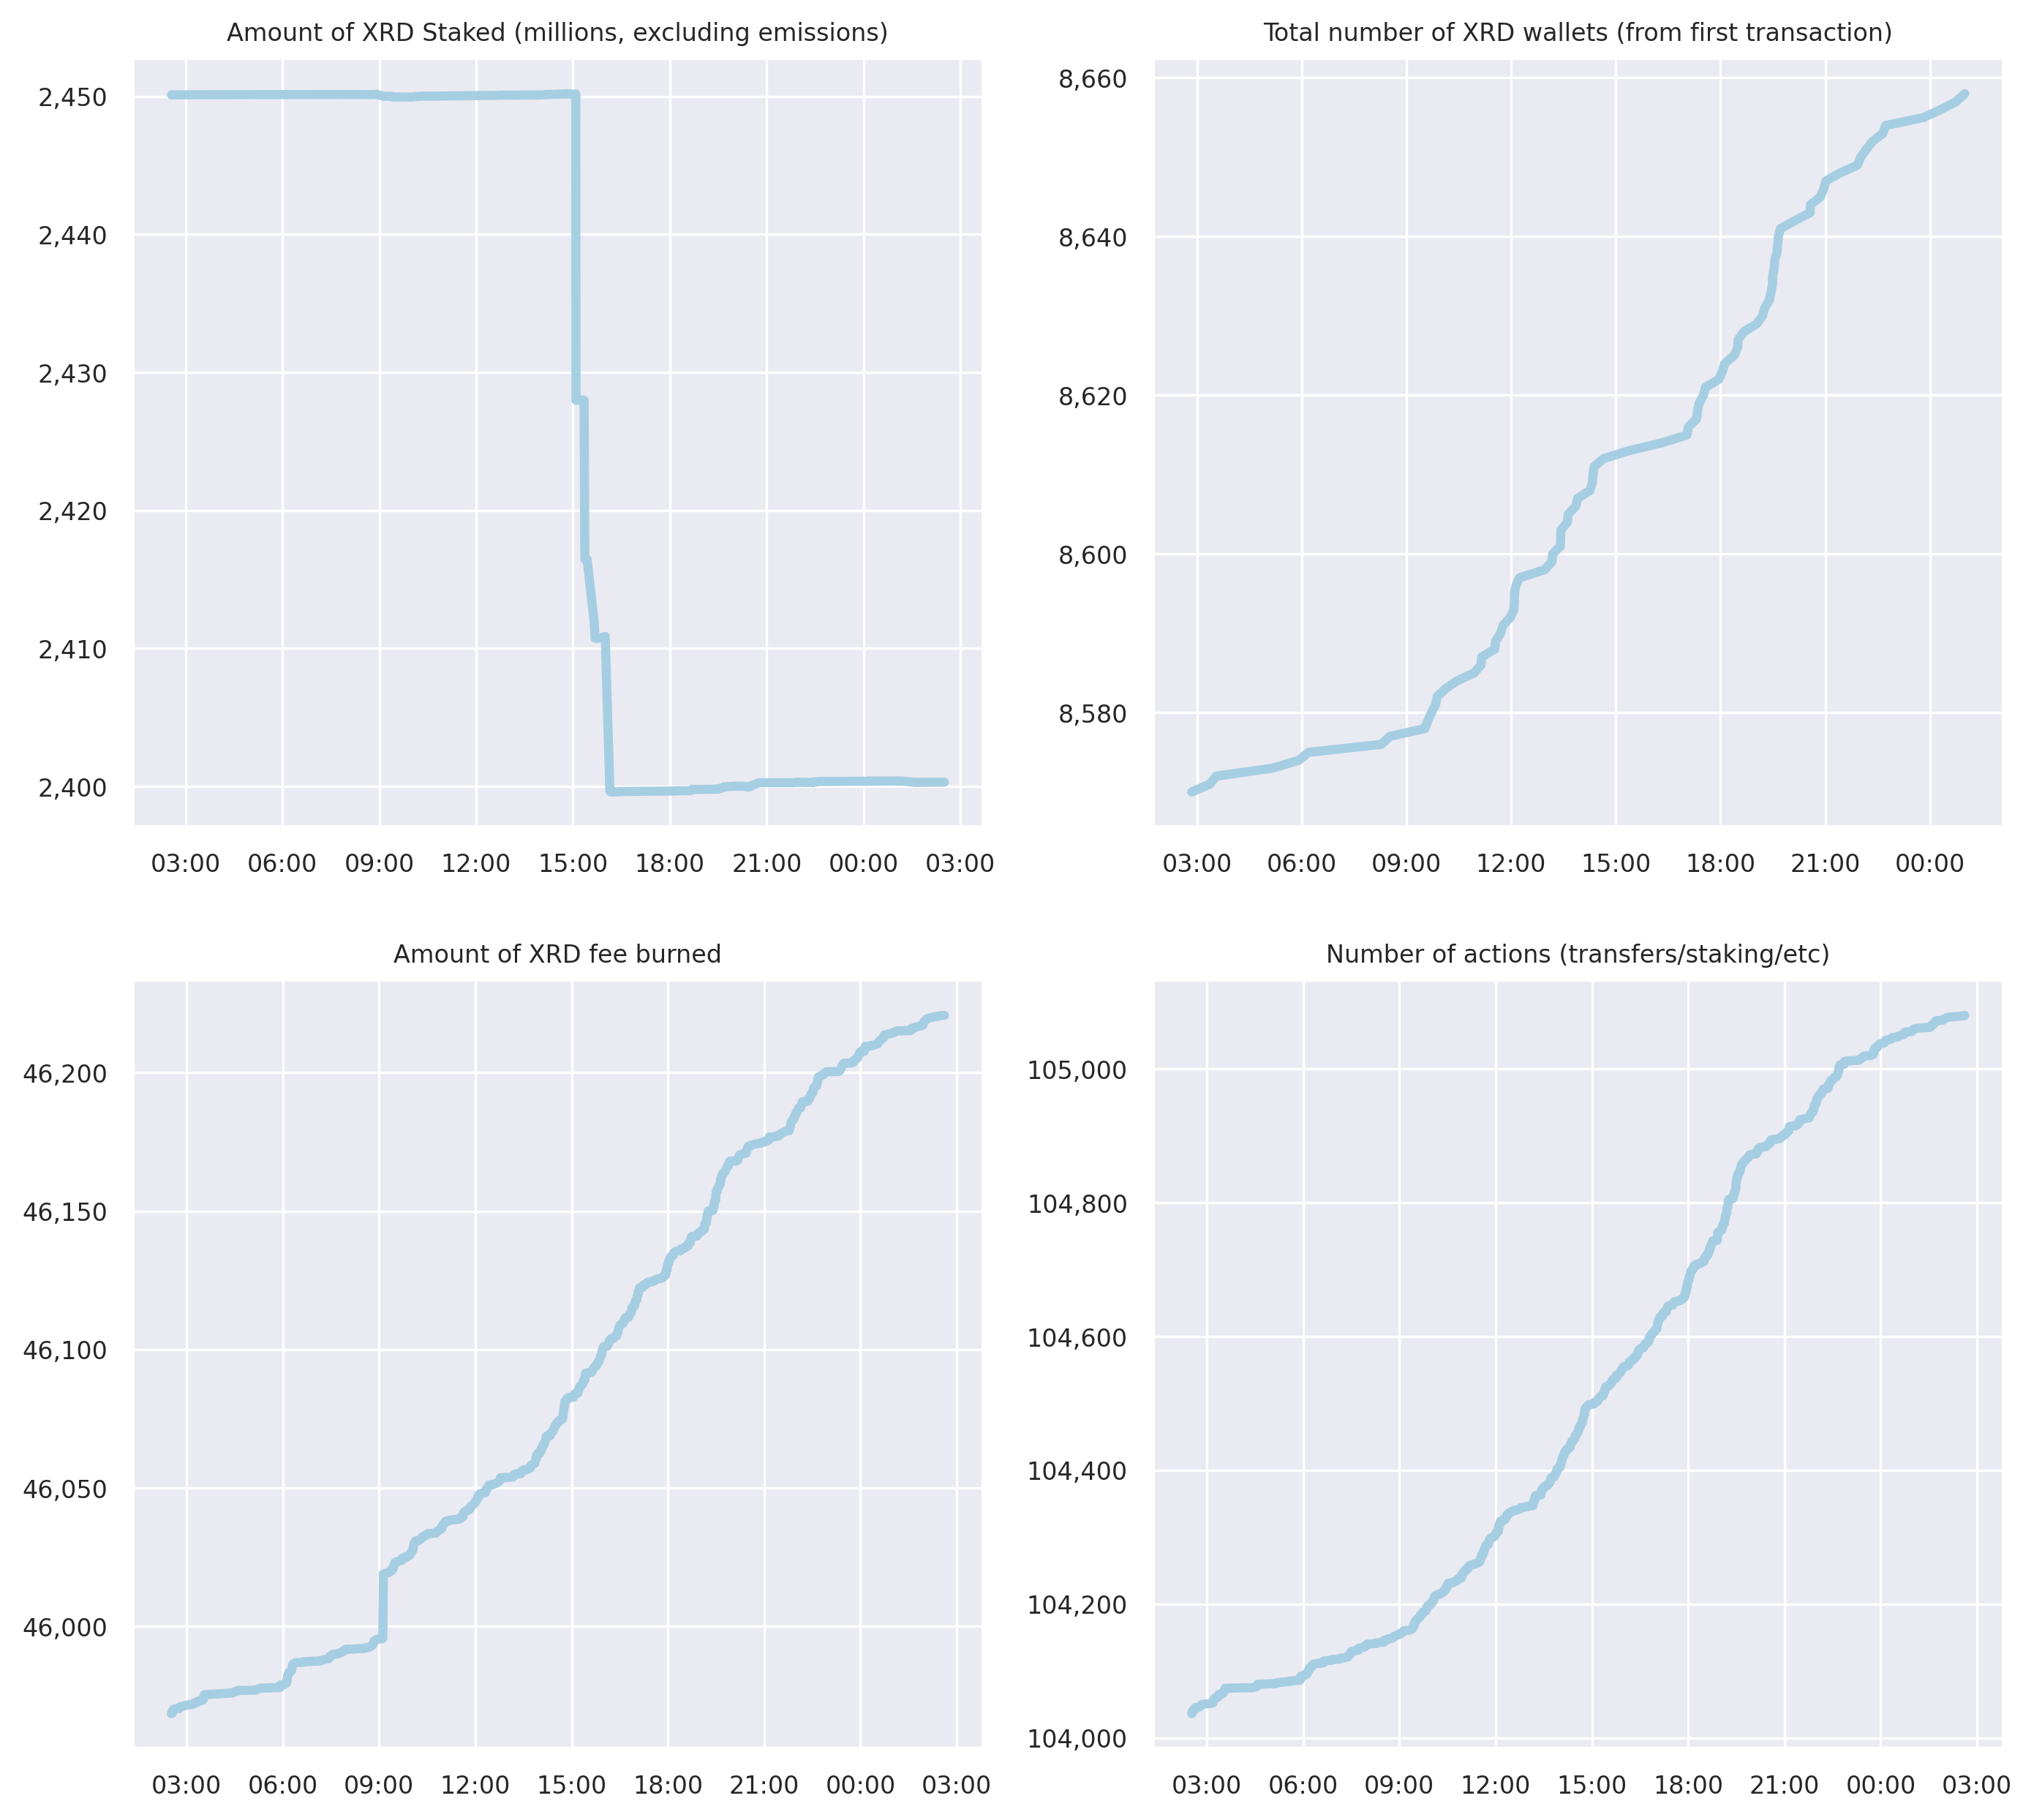 Amount of XRD Staked (millions, excluding emissions)
2,450
2,440
2,430
2,420
2,410
2,400
03:00 06:00 09:00 12:00 15:00 18:00 21:00 00:00 03:00
Total number of XRD wallets (from first transaction)
8,660
8,640
8,620
8,600
8,580
03:00 06:00 09:00 12:00 15:00 18:00 21:00 00:00
Amount of XRD fee burned
46,200
46,150
46,100
46,050
46,000
03:00 06:00 09:00 12:00 15:00 18:00 21:00 00:00 03:00
Number of actions (transfers/staking/etc)
105,000
104,800
104,600
104,400
104,200
104,000
03:00 06:00 09:00 12:00 15:00 18:00 21:00 00:00 03:00